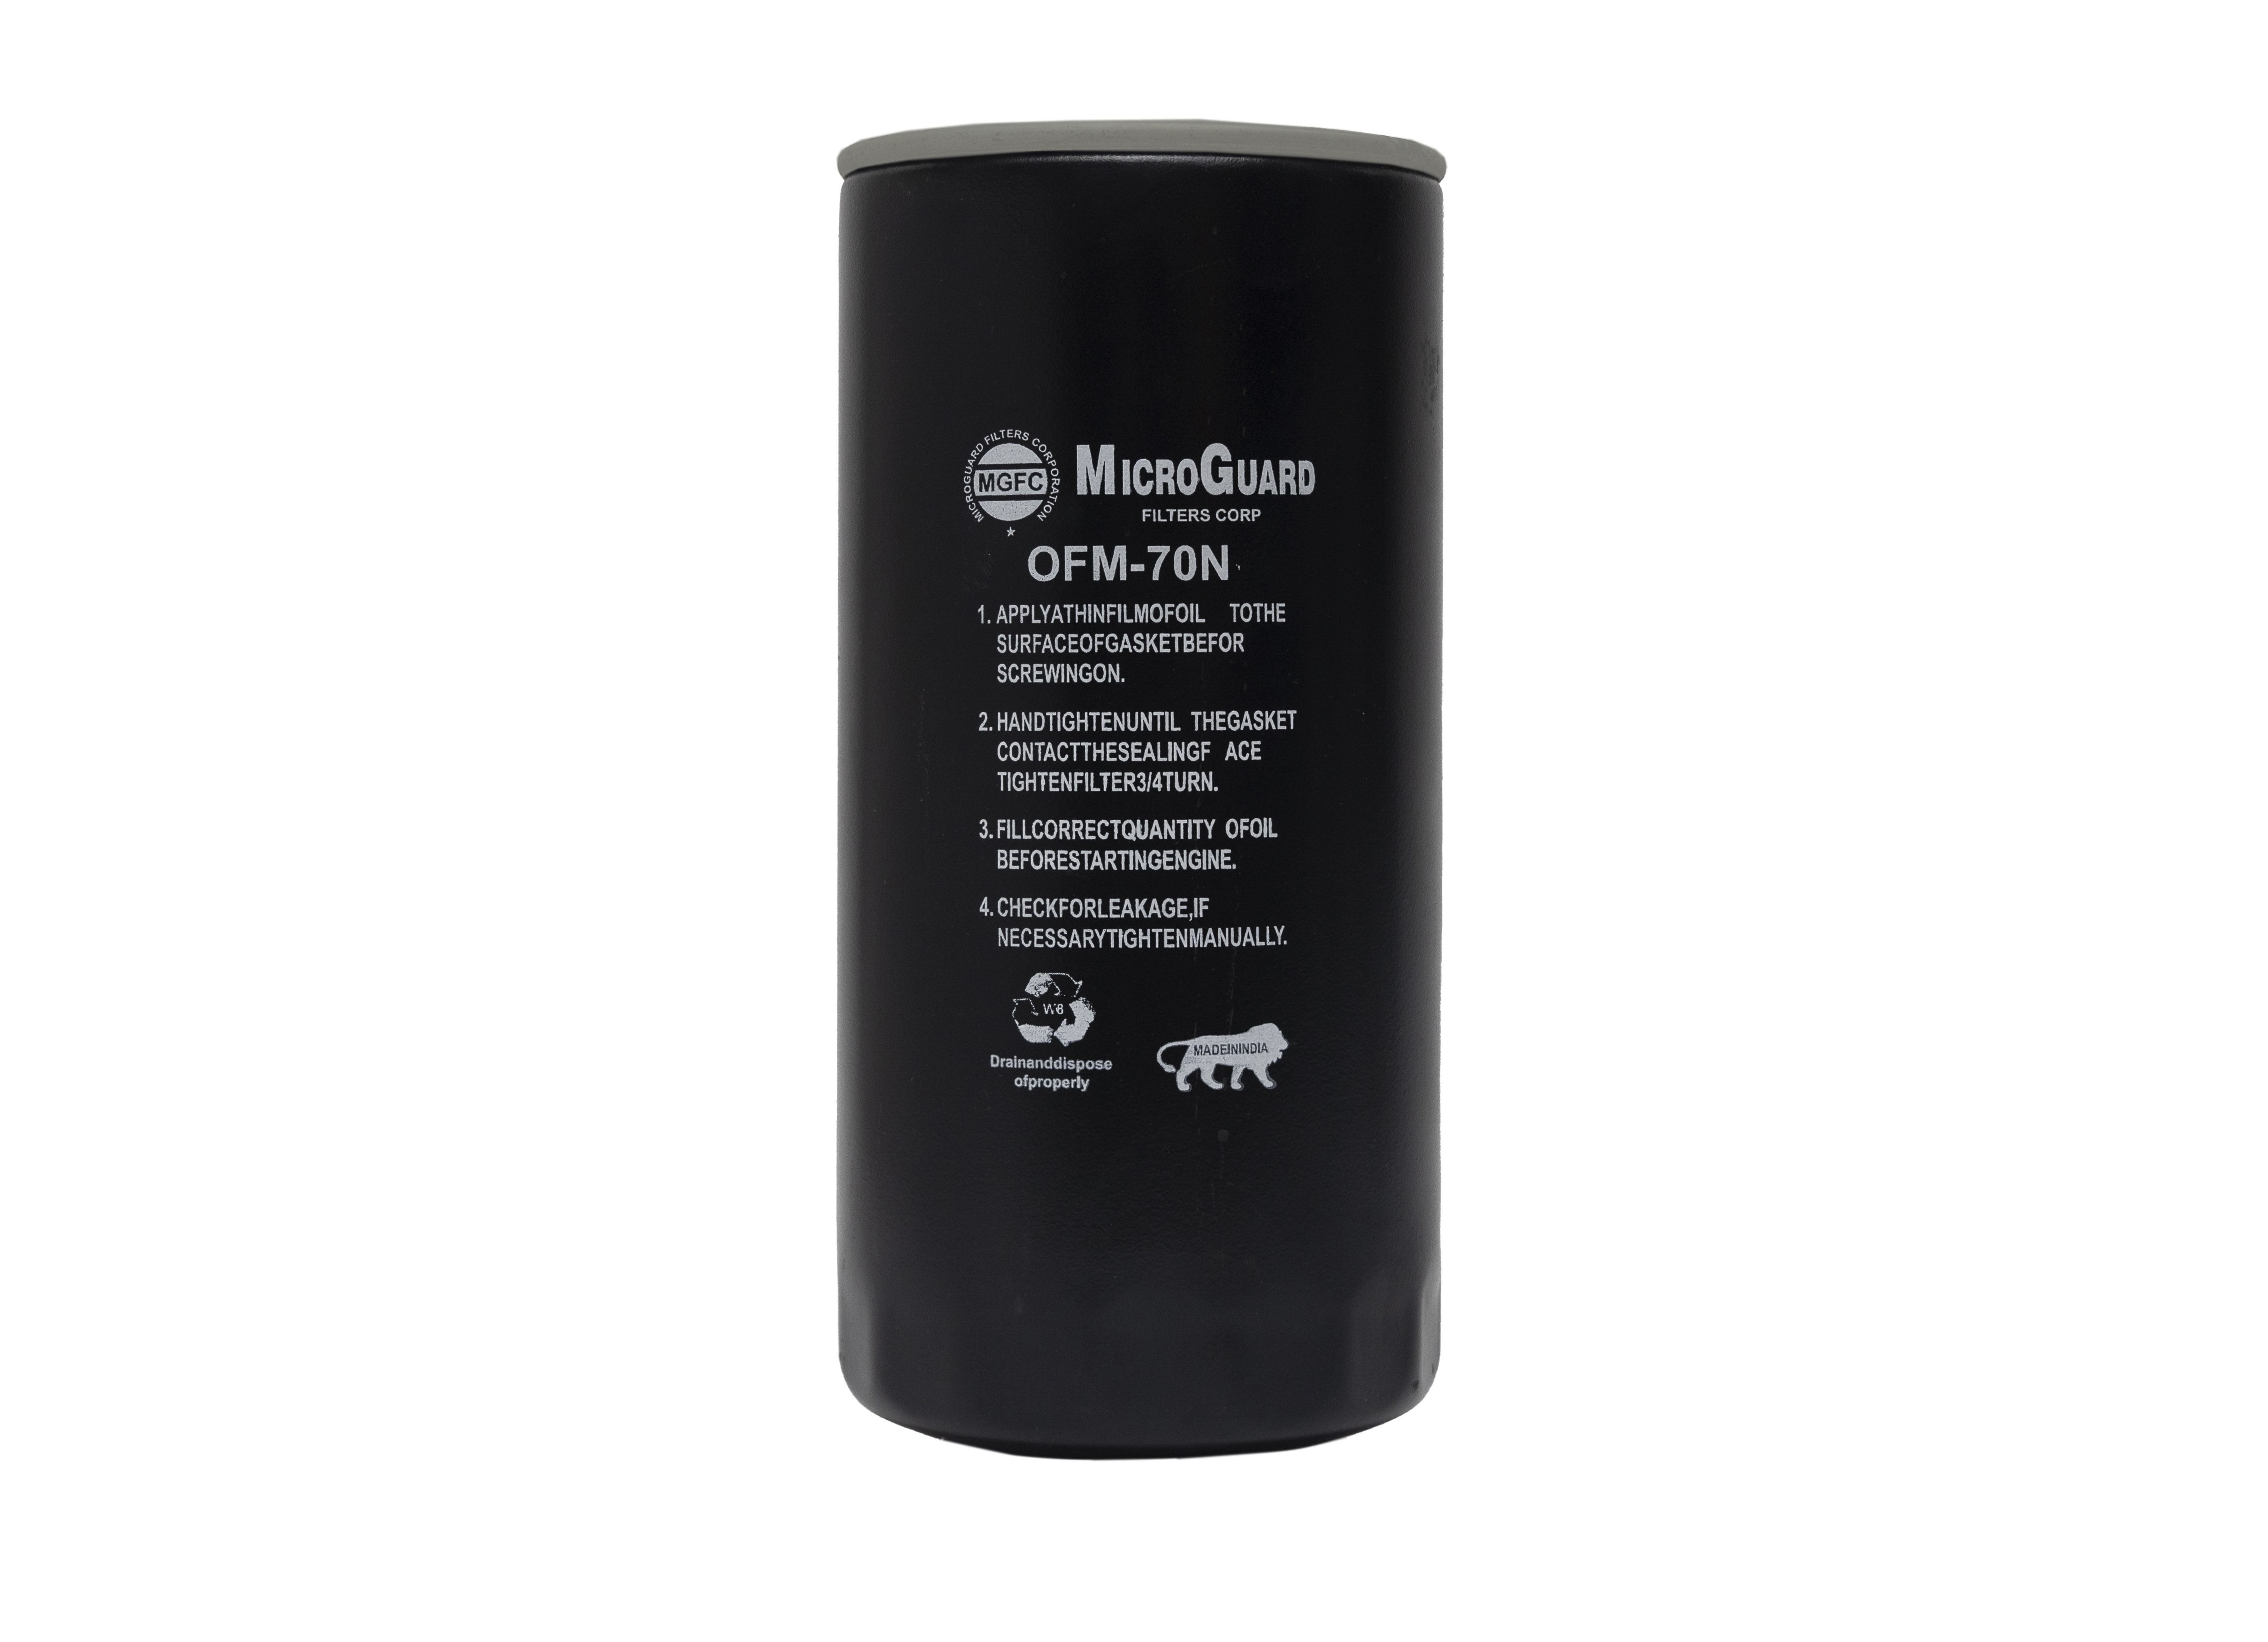 MICROGUARD FILTERS CORPORATION
MGFC
MICROGUARD
FILTERS CORP
OFM-70N
1. APPLYATHINFILMOFOIL TOTHE
SURFACEOFGASKETBEFOR
SCREWINGON.
2. HANDTIGHTENUNTIL THEGASKET
CONTACTTHESEALINGF ACE
TIGHTENFILTER3/4TURN.
3. FILLCORRECTQUANTITY OFOIL
BEFORESTARTINGENGINE.
4. CHECKFORLEAKAGE,IF
NECESSARYTIGHTENMANUALLY.
Drainanddispose
ofproperly
MADEININDIA